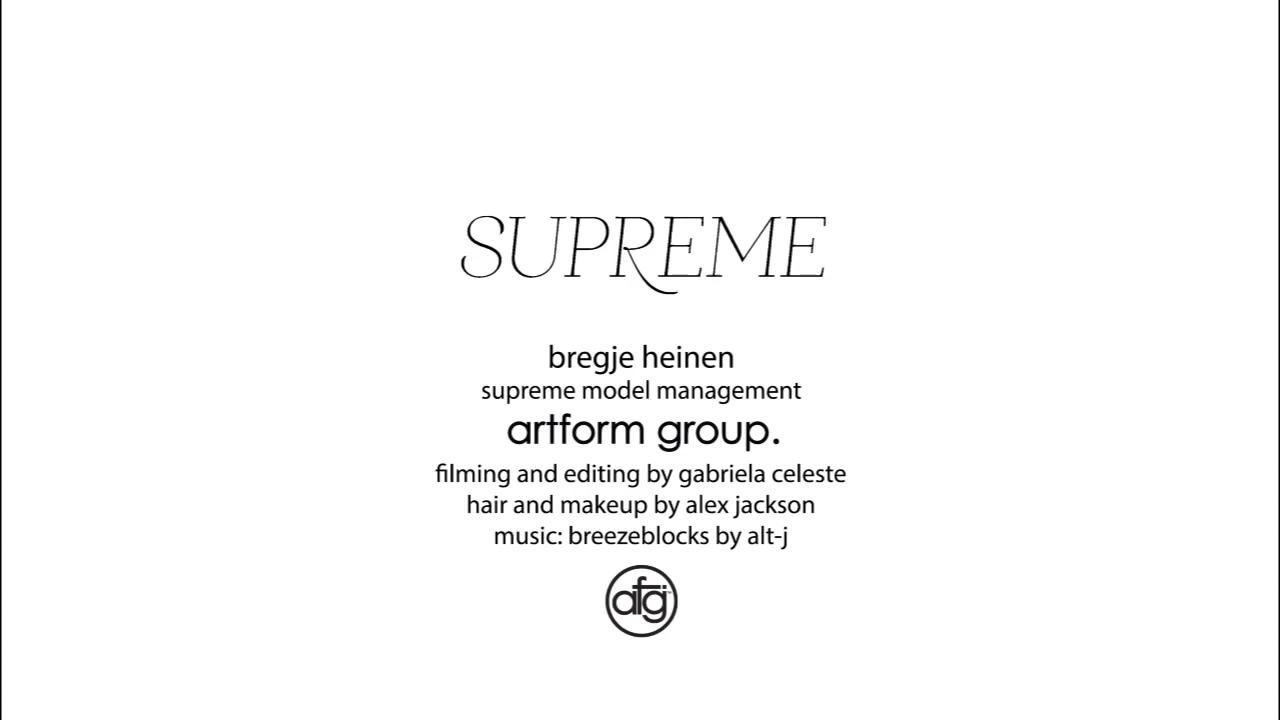 SUPREME
bregje heinen
supreme model management
artform group.
filming and editing by gabriela celeste
hair and makeup by alex jackson
music: breezeblocks by alt-j
afg